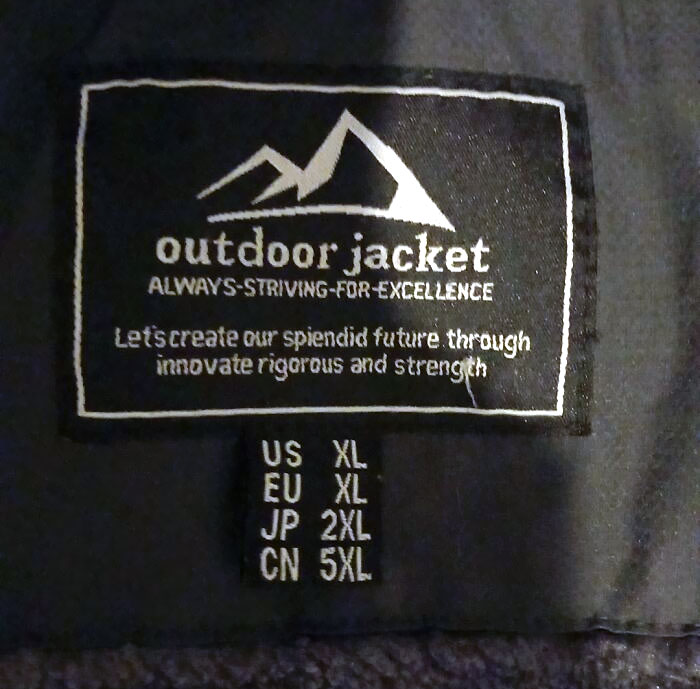 outdoor jacket
ALWAYS-STRIVING-FOR-EXCELLENCE
Let's create our spiendid future through
innovate rigorous and strength
US XL
EU XL
JP 2XL
CN 5XL